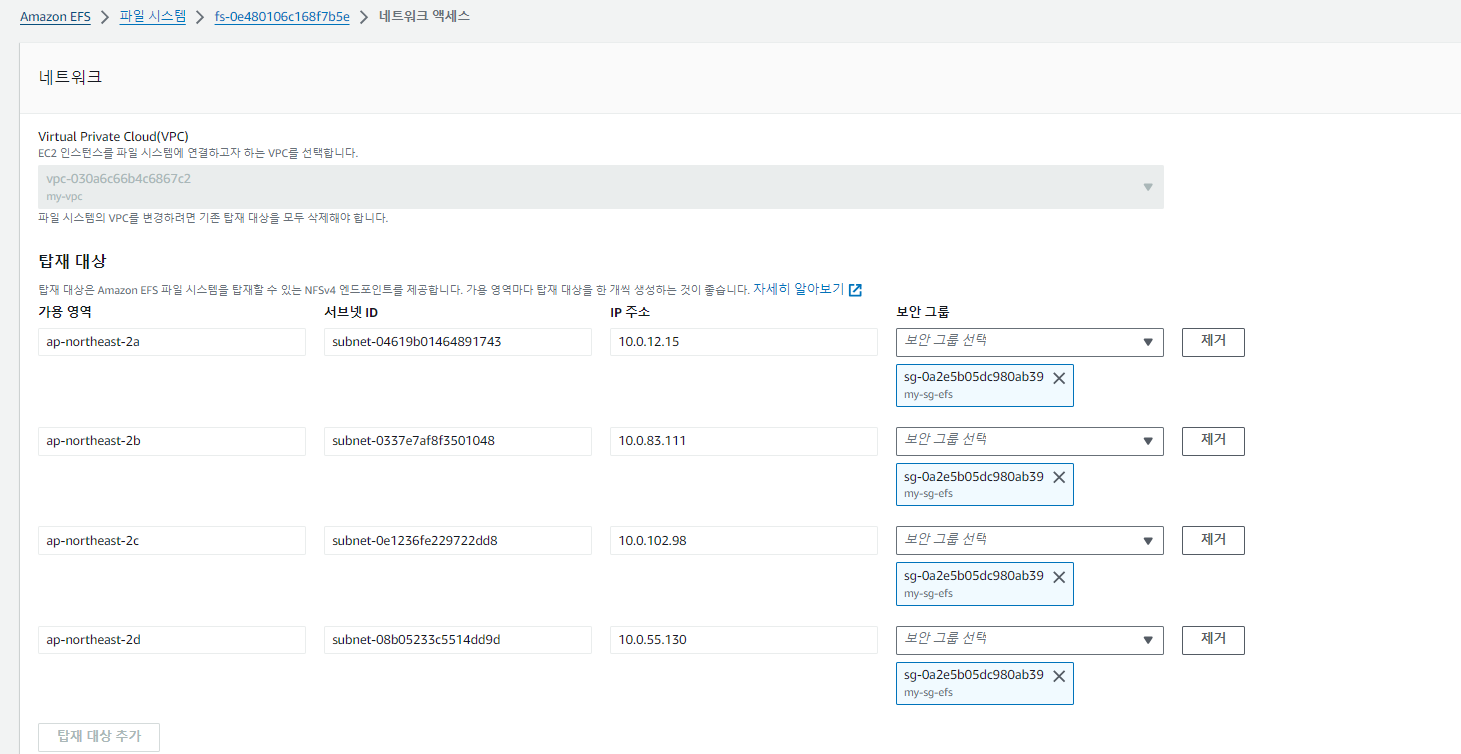 Amazon EFS > 파일 시스템 > fs-0e480106c168f7b5e > 네트워크 액세스
네트워크
Virtual Private Cloud(VPC)
EC2 인스턴스를 파일 시스템에 연결하고자 하는 VPC를 선택합니다.
vpc-030a6c66b4c6867c2
my-vpc
파일 시스템의 VPC를 변경하려면 기존 탑재 대상을 모두 삭제해야 합니다.
탑재 대상
탑재 대상은 Amazon EFS 파일 시스템을 탑재할 수 있는 NFSv4 엔드포인트를 제공합니다. 가용 영역마다 탑재 대상을 한 개씩 생성하는 것이 좋습니다. 자세히 알아보기
가용 영역 서브넷 ID IP 주소 보안 그룹
ap-northeast-2a subnet-04619b01464891743 10.0.12.15 보안 그룹 선택 제거
sg-0a2e5b05dc980ab39
my-sg-efs
ap-northeast-2b subnet-0337e7af8f3501048 10.0.83.111 보안 그룹 선택 제거
sg-0a2e5b05dc980ab39
my-sg-efs
ap-northeast-2c subnet-0e1236fe229722dd8 10.0.102.98 보안 그룹 선택 제거
sg-0a2e5b05dc980ab39
my-sg-efs
ap-northeast-2d subnet-08b05233c5514dd9d 10.0.55.130 보안 그룹 선택 제거
sg-0a2e5b05dc980ab39
my-sg-efs
탑재 대상 추가